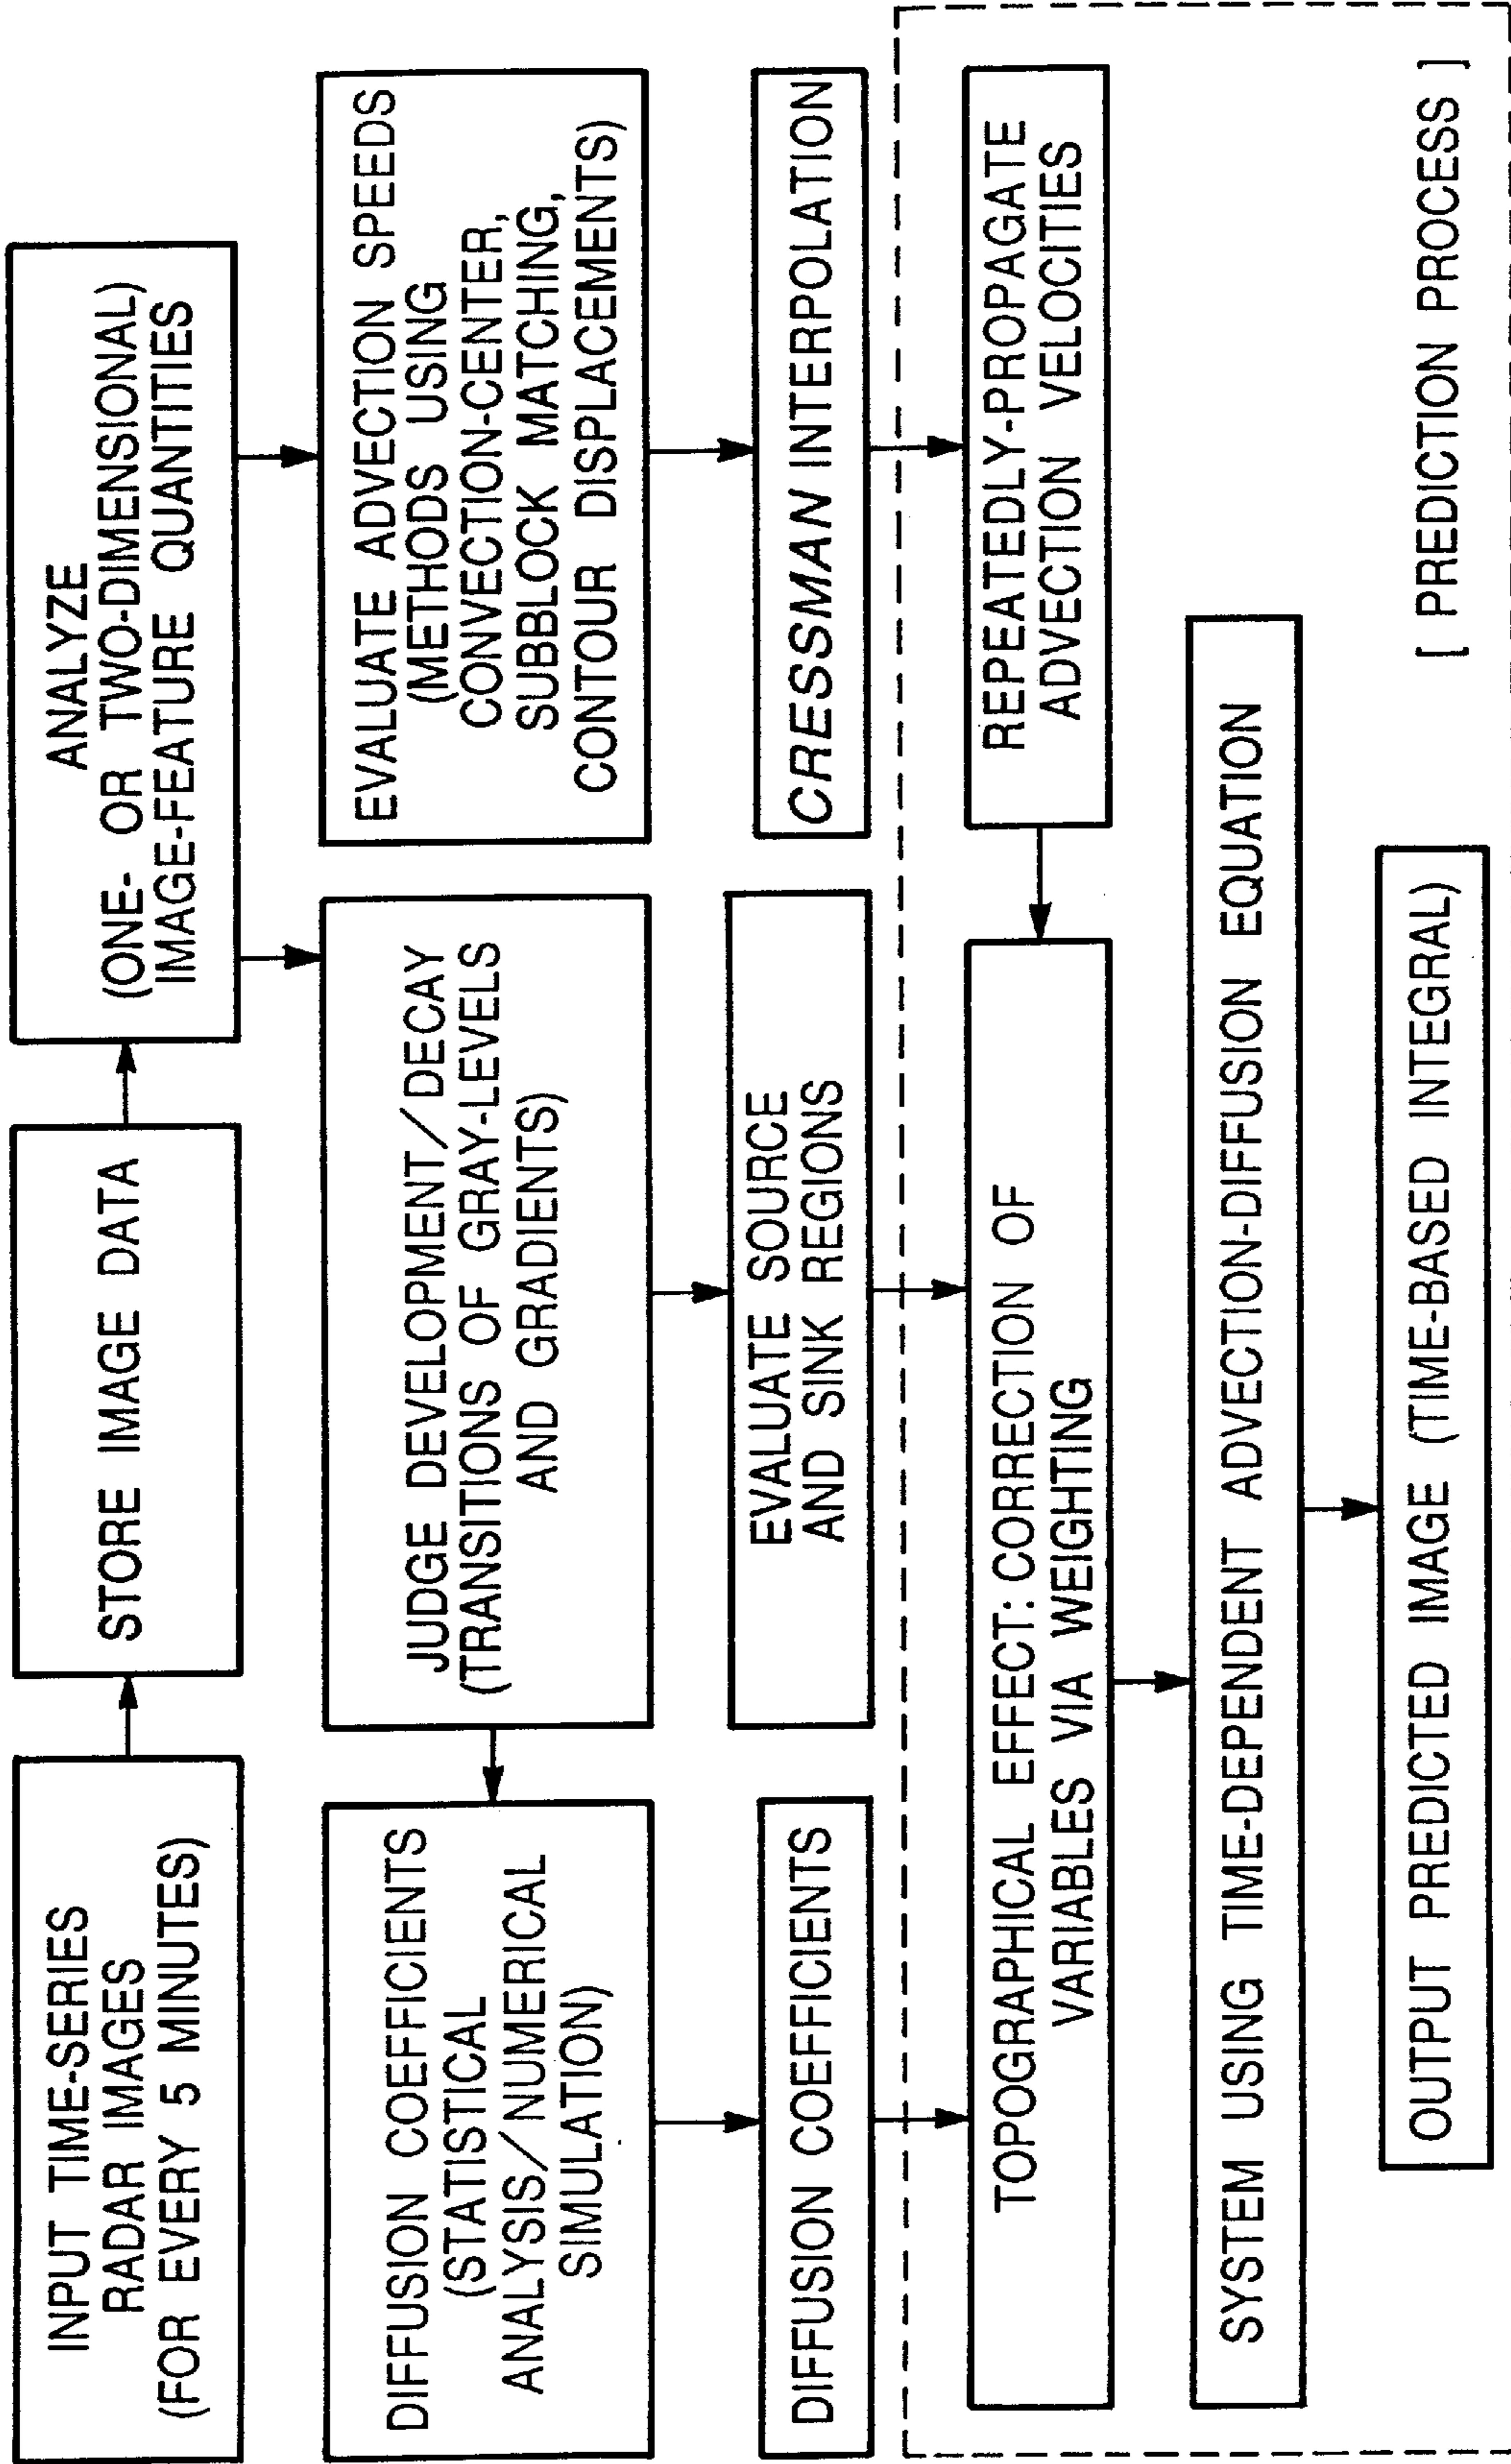 INPUT TIME-SERIES
RADAR IMAGES
(FOR EVERY 5 MINUTES)
STORE IMAGE DATA
ANALYZE
(ONE- OR TWO-DIMENSIONAL)
IMAGE-FEATURE QUANTITIES
DIFFUSION COEFFICIENTS
(STATISTICAL
ANALYSIS/NUMERICAL
SIMULATION)
JUDGE DEVELOPMENT/DECAY
(TRANSITIONS OF GRAY-LEVELS
AND GRADIENTS)
EVALUATE ADVECTION SPEEDS
(METHODS USING
CONVECTION-CENTER,
SUBBLOCK MATCHING,
CONTOUR DISPLACEMENTS)
DIFFUSION COEFFICIENTS
EVALUATE SOURCE
AND SINK REGIONS
CRESSMAN INTERPOLATION
TOPOGRAPHICAL EFFECT: CORRECTION OF
VARIABLES VIA WEIGHTING
REPEATEDLY-PROPAGATE
ADVECTION VELOCITIES
SYSTEM USING TIME-DEPENDENT ADVECTION-DIFFUSION EQUATION
OUTPUT PREDICTED IMAGE (TIME-BASED INTEGRAL)
[ PREDICTION PROCESS ]